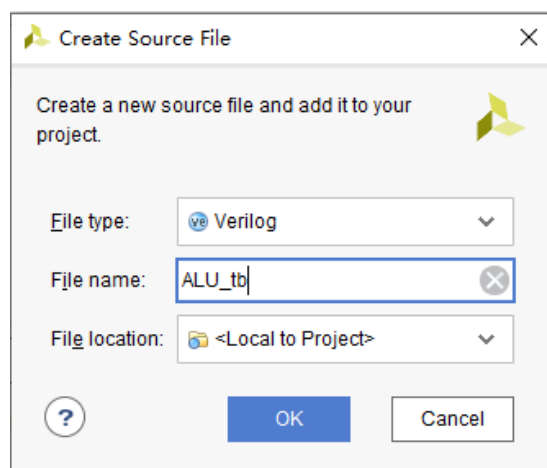 Create Source File
Create a new source file and add it to your
project.
File type: Verilog
File name: ALU_tb
File location: <Local to Project>
? OK Cancel